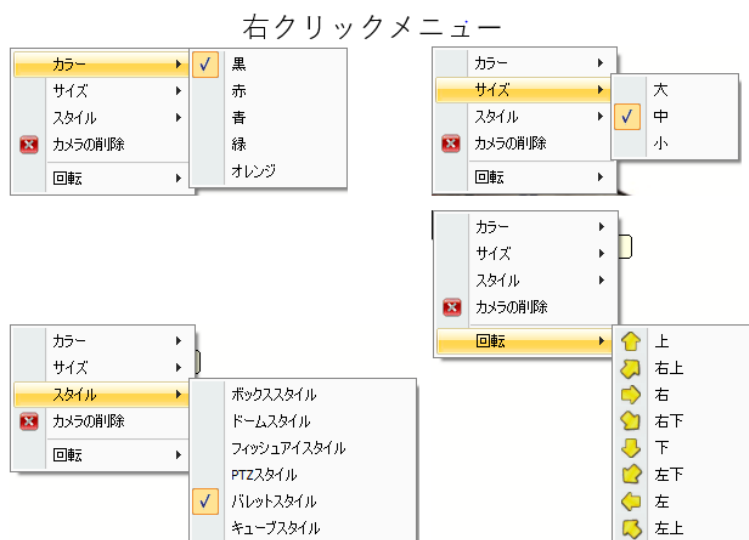 右クリックメニュー
カラー
サイズ
スタイル
カメラの削除
回転
黒
赤
青
緑
オレンジ
カラー
サイズ
スタイル
カメラの削除
回転
大
中
小
カラー
サイズ
スタイル
カメラの削除
回転
ボックススタイル
ドームスタイル
フィッシュアイスタイル
PTZスタイル
バレットスタイル
キューブスタイル
カラー
サイズ
スタイル
カメラの削除
回転
上
右上
右
右下
下
左下
左
左上